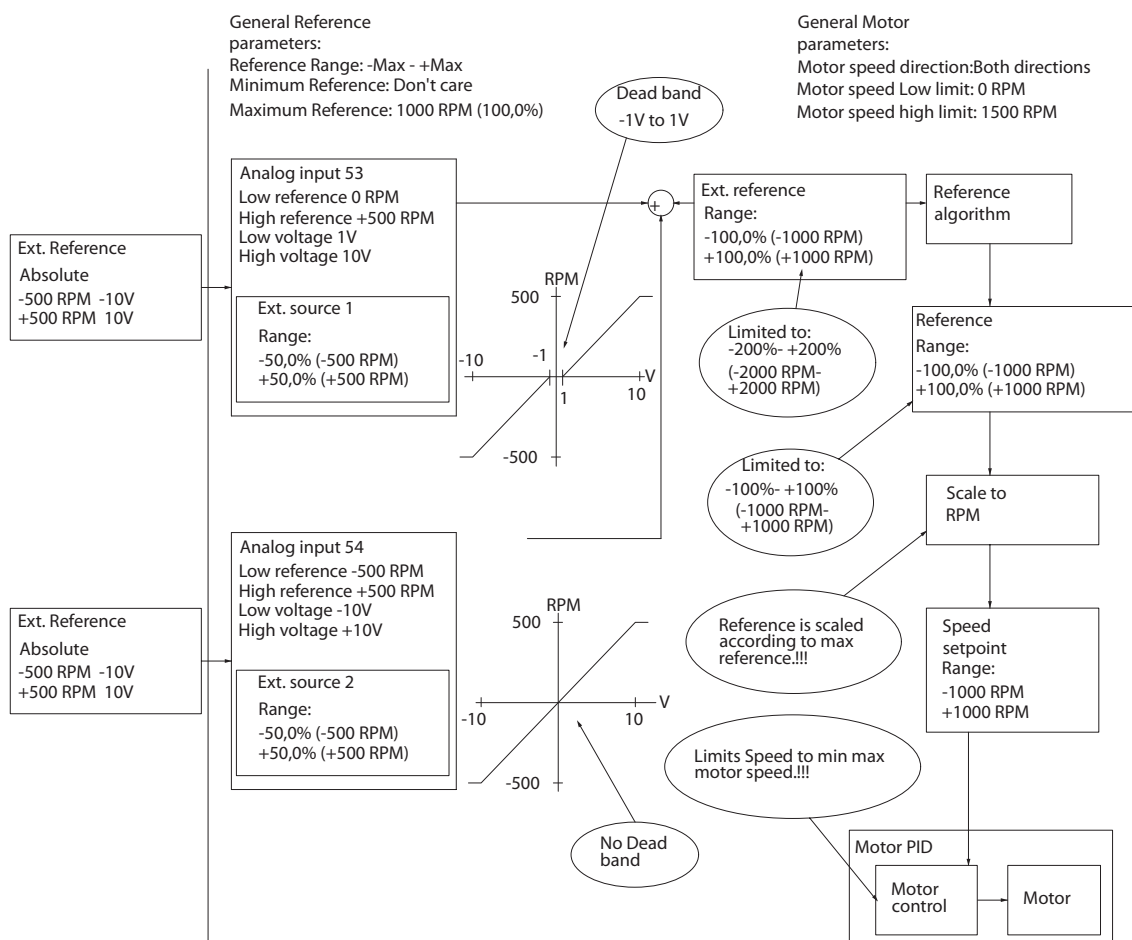 General Reference
parameters:
Reference Range: -Max - +Max
Minimum Reference: Don't care
Maximum Reference: 1000 RPM (100,0%)
General Motor
parameters:
Motor speed direction:Both directions
Motor speed Low limit: 0 RPM
Motor speed high limit: 1500 RPM
Dead band
-1V to 1V
Ext. Reference
Absolute
-500 RPM -10V
+500 RPM 10V
Analog input 53
Low reference 0 RPM
High reference +500 RPM
Low voltage 1V
High voltage 10V
Ext. source 1
Range:
-50,0% (-500 RPM)
+50,0% (+500 RPM)
RPM
500
-10
-1
V
1
10
-500
+
Ext. reference
Range:
-100,0% (-1000 RPM)
+100,0% (+1000 RPM)
Reference
algorithm
Limited to:
-200%- +200%
(-2000 RPM-
+2000 RPM)
Reference
Range:
-100,0% (-1000 RPM)
+100,0% (+1000 RPM)
Limited to:
-100%- +100%
(-1000 RPM-
+1000 RPM)
Scale to
RPM
Ext. Reference
Absolute
-500 RPM -10V
+500 RPM 10V
Analog input 54
Low reference -500 RPM
High reference +500 RPM
Low voltage -10V
High voltage +10V
Ext. source 2
Range:
-50,0% (-500 RPM)
+50,0% (+500 RPM)
RPM
500
V
-10
10
-500
No Dead
band
Reference is scaled
according to max
reference.!!!
Speed
setpoint
Range:
-1000 RPM
+1000 RPM
Limits Speed to min max
motor speed.!!!
Motor PID
Motor
control
Motor